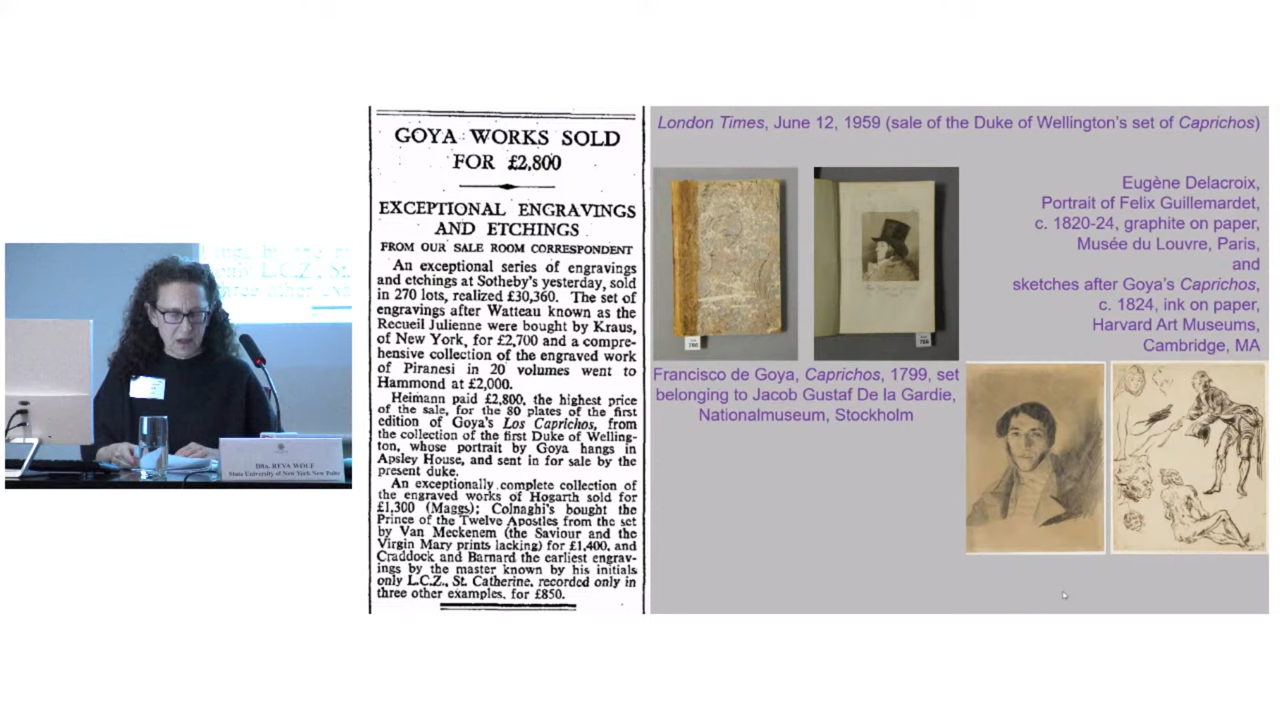 GOYA WORKS SOLD
FOR £2,800
EXCEPTIONAL ENGRAVINGS
AND ETCHINGS
FROM OUR SALE ROOM CORRESPONDENT
An exceptional series of engravings
and etchings at Sotheby's yesterday, sold
in 270 lots, realized £30,360. The set of
engravings after Watteau known as the
Recueil Julienne were bought by Kraus,
of New York, for £2,700 and a compre-
hensive collection of the engraved work
of Piranesi in 20 volumes went to
Hammond at £2,000.
Heimann paid £2,800, the highest price
of the sale, for the 80 plates of the first
edition of Goya's Los Caprichos, from
the collection of the first Duke of Welling-
ton, whose portrait by Goya hangs in
Apsley House, and sent in for sale by the
present duke.
An exceptionally complete collection of
the engraved works of Hogarth sold for
£1,300 (Maggs); Colnaghi's bought the
Prince of the Twelve Apostles from the set
by Van Meckenem (the Saviour and the
Virgin Mary prints lacking) for £1,400, and
Craddock and Barnard the earliest engrav-
ings by the master known by his initials
only L.C.Z., St. Catherine, recorded only in
three other examples, for £850.
London Times, June 12, 1959 (sale of the Duke of Wellington's set of Caprichos)
Eugène Delacroix,
Portrait of Felix Guillemardet,
c. 1820-24, graphite on paper,
Musée du Louvre, Paris,
and
sketches after Goya's Caprichos,
c. 1824, ink on paper,
Harvard Art Museums,
Cambridge, MA
Francisco de Goya, Caprichos, 1799, set
belonging to Jacob Gustaf De la Gardie,
Nationalmuseum, Stockholm
only L.C.Z., St.
three other exa
DRA. REVA WOLF
State University of New York New Paltz